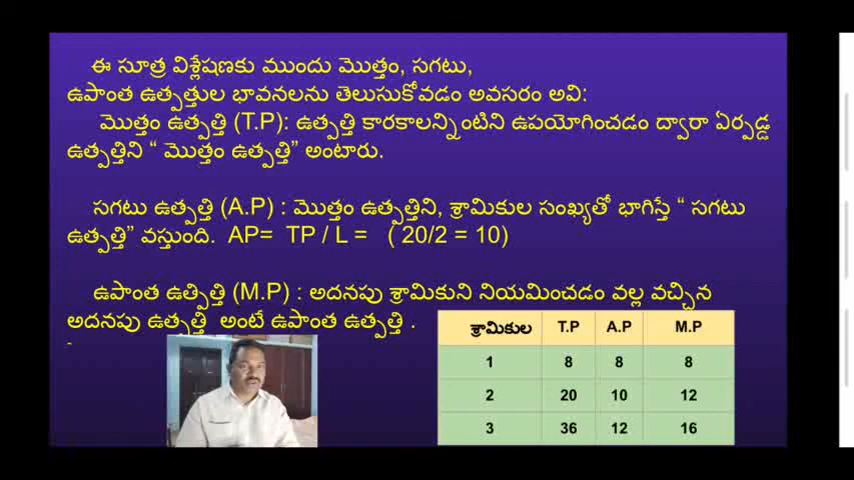 ఈ సూత్ర విశ్లేషణకు ముందు మొత్తం, సగటు,
ఉపాంత ఉత్పత్తుల భావనలను తెలుసుకోవడం అవసరం అవి:
మొత్తం ఉత్పత్తి (T.P): ఉత్పత్తి కారకాలన్నింటిని ఉపయోగించడం ద్వారా ఏర్పడ్డ
ఉత్పత్తిని “ మొత్తం ఉత్పత్తి” అంటారు.
సగటు ఉత్పత్తి (A.P) : మొత్తం ఉత్పత్తిని, శ్రామికుల సంఖ్యతో భాగిస్తే “ సగటు
ఉత్పత్తి” వస్తుంది. AP= TP / L = ( 20/2 = 10)
ఉపాంత ఉత్పిత్తి (M.P) : అదనపు శ్రామికుని నియమించడం వల్ల వచ్చిన
అదనపు ఉత్పత్తి అంటే ఉపాంత ఉత్పత్తి .
శ్రామికుల T.P A.P M.P
1 8 8 8
2 20 10 12
3 36 12 16